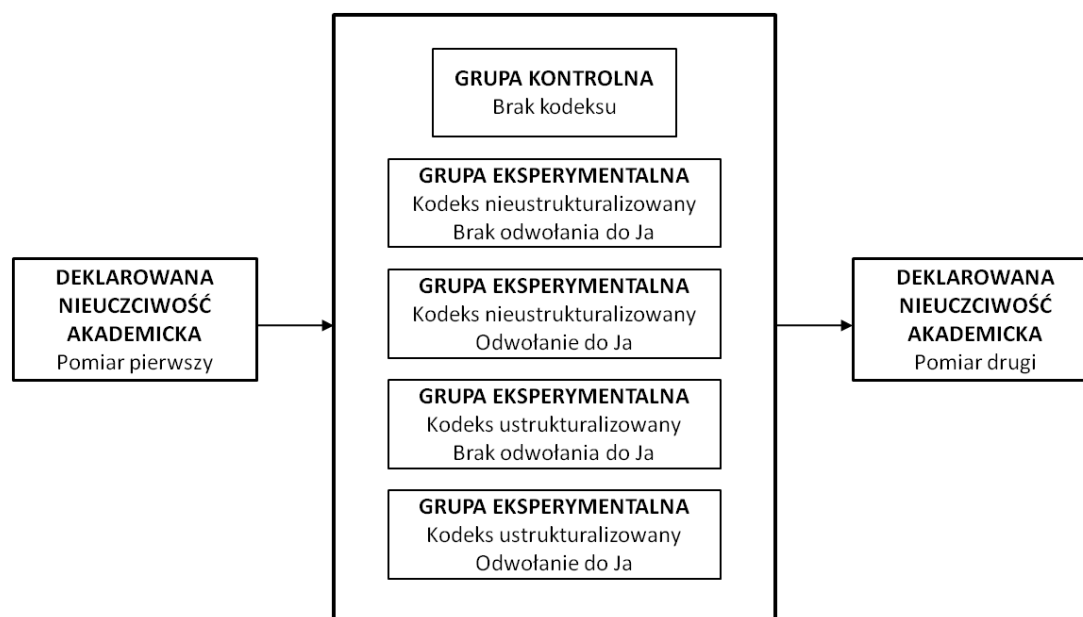 DEKLAROWANA
NIEUCZCIWOŚĆ
AKADEMICKA
Pomiar pierwszy
GRUPA KONTROLNA
Brak kodeksu
GRUPA EKSPERYMENTALNA
Kodeks nieustrukturalizowany
Brak odwołania do Ja
GRUPA EKSPERYMENTALNA
Kodeks nieustrukturalizowany
Odwołanie do Ja
GRUPA EKSPERYMENTALNA
Kodeks ustrukturalizowany
Brak odwołania do Ja
GRUPA EKSPERYMENTALNA
Kodeks ustrukturalizowany
Odwołanie do Ja
DEKLAROWANA
NIEUCZCIWOŚĆ
AKADEMICKA
Pomiar drugi